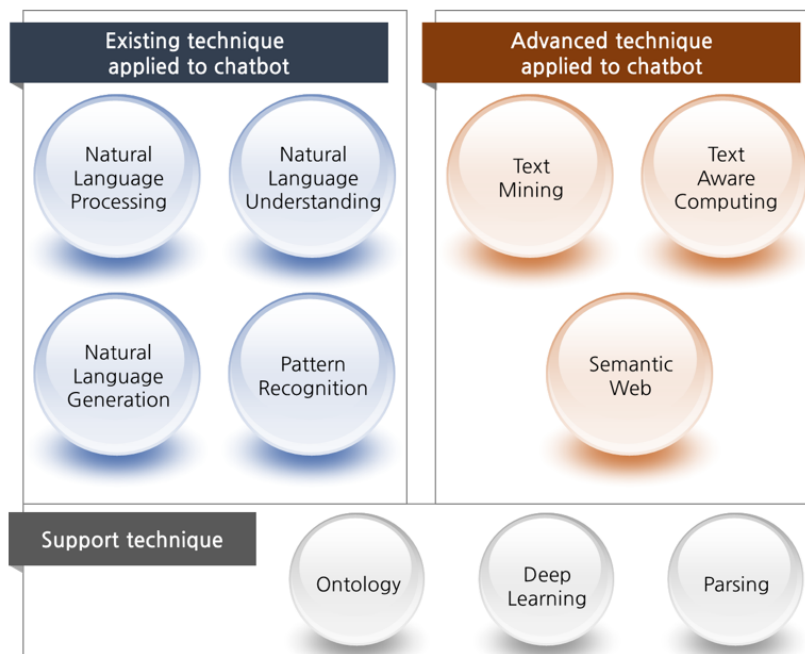 Existing technique
applied to chatbot
Advanced technique
applied to chatbot
Natural
Language
Processing
Natural
Language
Understanding
Text
Mining
Text
Aware
Computing
Natural
Language
Generation
Pattern
Recognition
Semantic
Web
Support technique
Ontology
Deep
Learning
Parsing